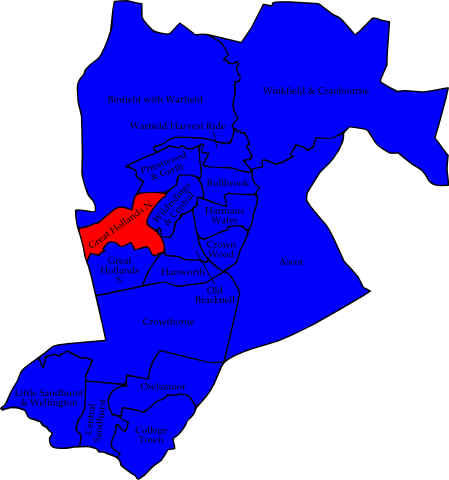 Winkfield & Cranbourne
Binfield with Warfield
Warfield Harvest Ride
Priestwood
& Garth
Bullbrook
Wildridings
& Central
Great Hollands N.
Harmans
Water
Crown
Wood
Ascot
Great
Hollands
S.
Hanworth
Old
Bracknell
Crowthorne
Owlsmoor
Little Sandhurst
& Wellington
Central
Sandhurst
College
Town